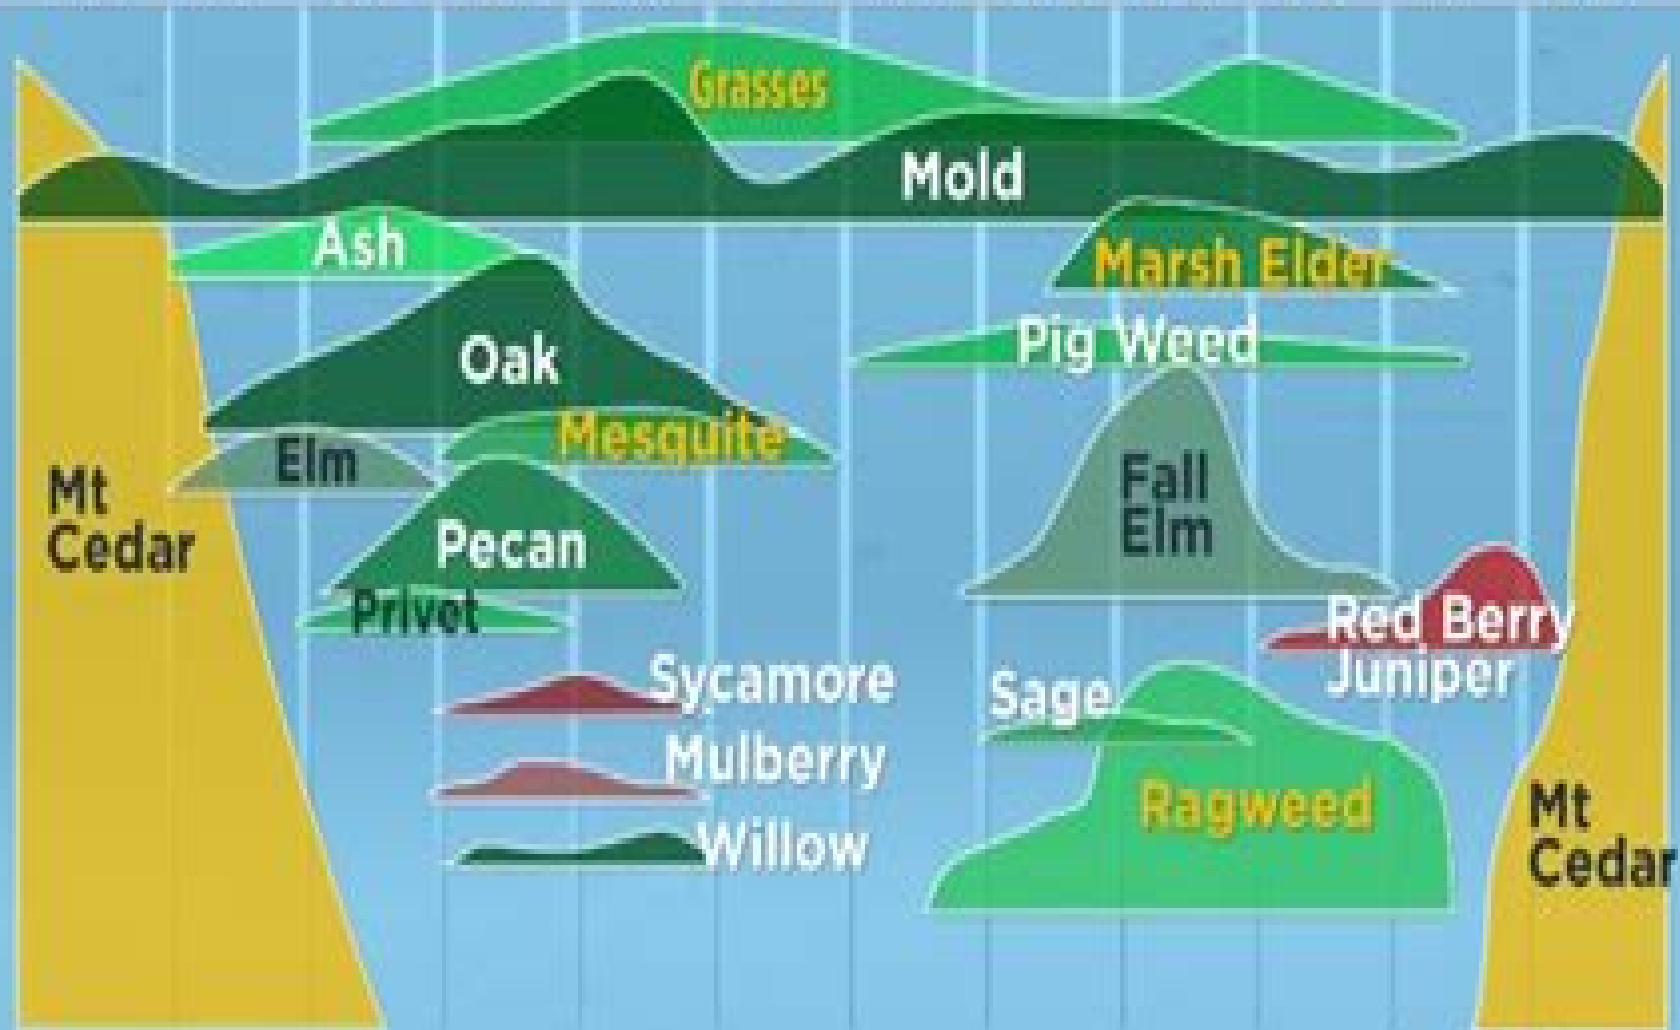 Grasses
Mold
Ash
Marsh Elder
Oak
Pig Weed
Mesquite
Elm
Mt
Cedar
Fall
Elm
Pecan
Privet
Red Berry
Juniper
Sycamore
Sage
Mulberry
Ragweed
Willow
Mt
Cedar